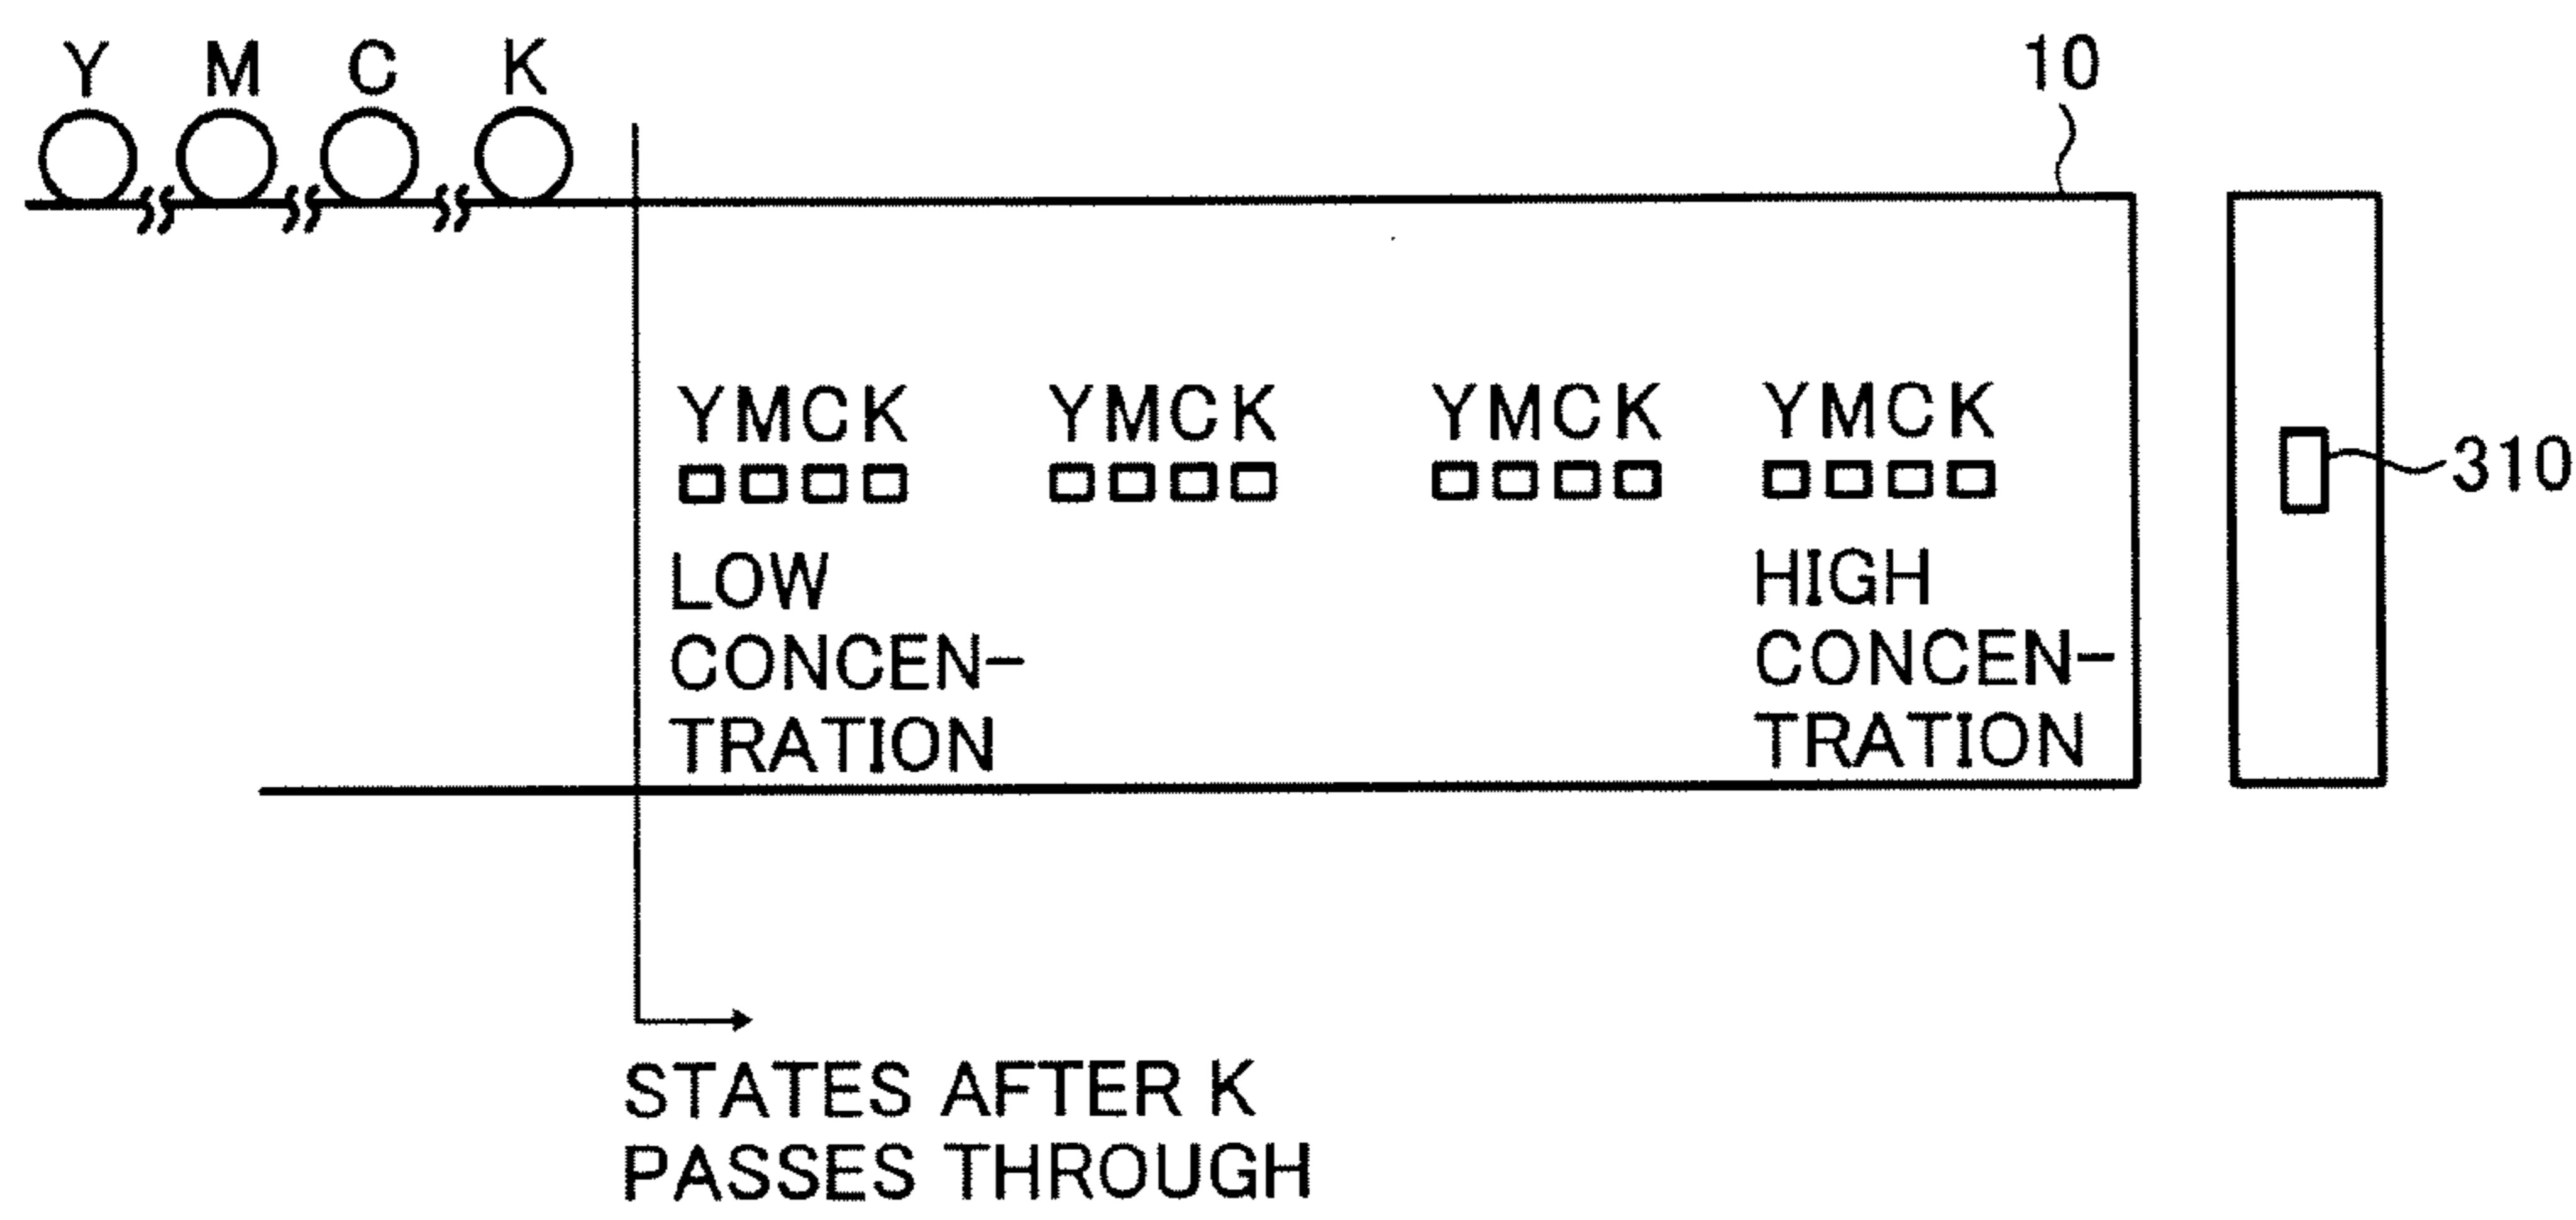 Y M C K
10
YMCK YMCK YMCK YMCK
310
LOW
CONCEN-
TRATION
HIGH
CONCEN-
TRATION
STATES AFTER K
PASSES THROUGH